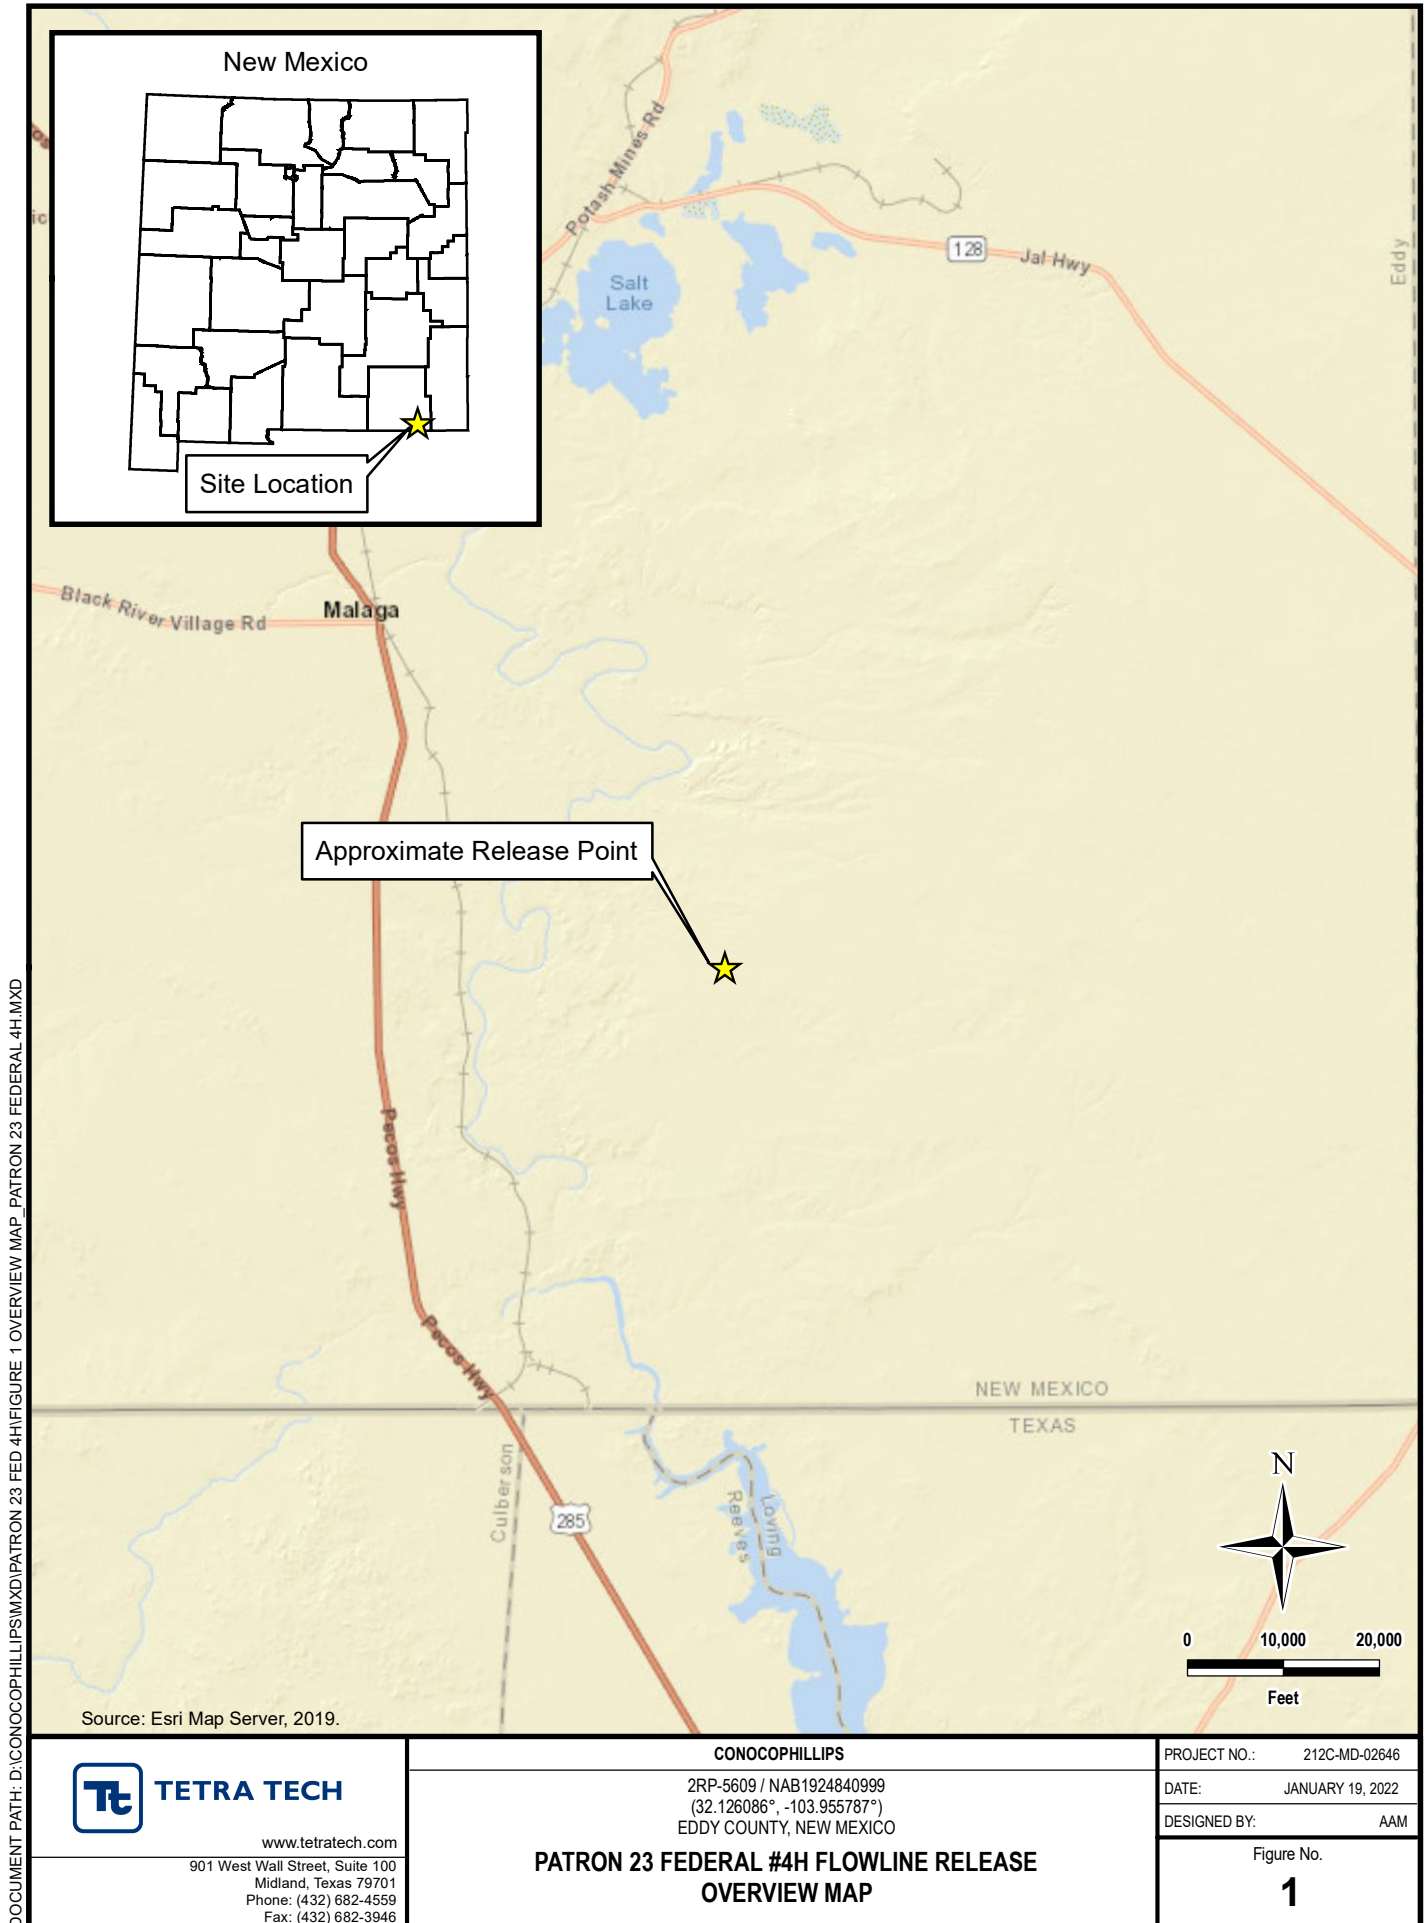 New Mexico
Site Location
Potash Mines Rd
128
Jal Hwy
Eddy
Salt
Lake
Black River Village Rd
Malaga
Approximate Release Point
Pecos Hwy
Pecos Hwy
NEW MEXICO
TEXAS
Culberson
285
Reeves
Loving
N
0 10,000 20,000
Feet
Source: Esri Map Server, 2019.
DOCUMENT PATH: D:\CONOCOPHILLIPS\MXD\PATRON 23 FED 4H\FIGURE 1 OVERVIEW MAP_PATRON 23 FEDERAL 4H.MXD
Tt TETRA TECH
www.tetratech.com
901 West Wall Street, Suite 100
Midland, Texas 79701
Phone: (432) 682-4559
Fax: (432) 682-3946
CONOCOPHILLIPS
2RP-5609 / NAB1924840999
(32.126086°, -103.955787°)
EDDY COUNTY, NEW MEXICO
PATRON 23 FEDERAL #4H FLOWLINE RELEASE
OVERVIEW MAP
PROJECT NO.: 212C-MD-02646
DATE: JANUARY 19, 2022
DESIGNED BY: AAM
Figure No.
1